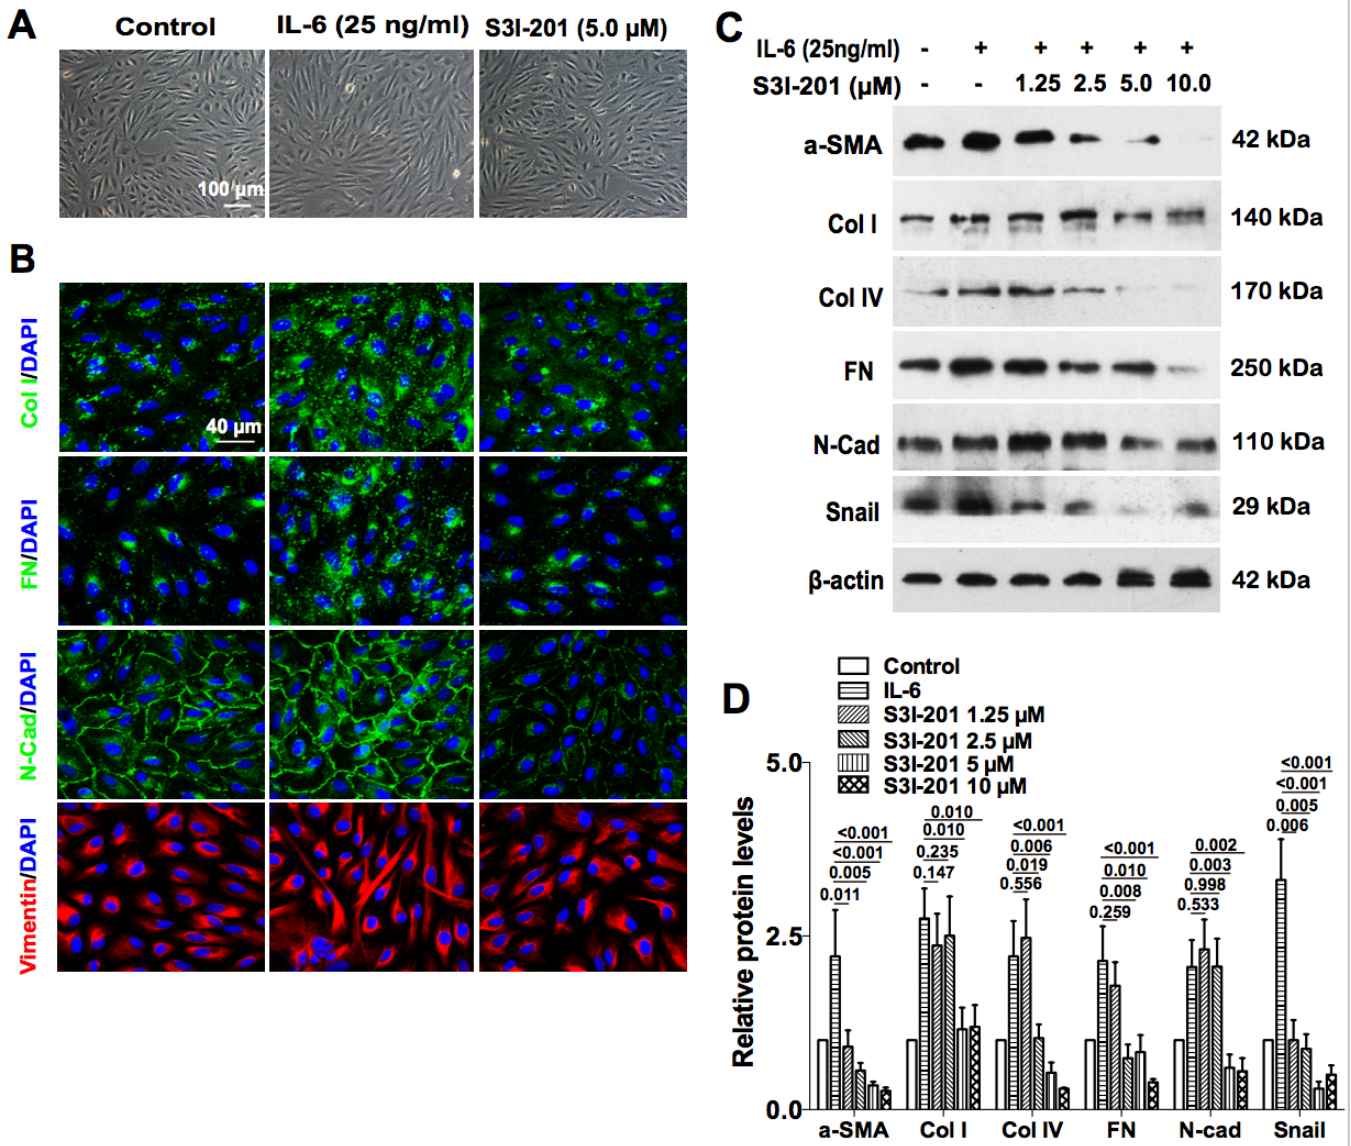 A
Control
IL-6 (25 ng/ml)
S3I-201 (5.0 µM)
100 µm
B
Col I/DAPI
40 µm
FN/DAPI
N-Cad/DAPI
Vimentin/DAPI
C
IL-6 (25ng/ml) - + + + + +
S3I-201 (µM) - - 1.25 2.5 5.0 10.0
a-SMA 42 kDa
Col I 140 kDa
Col IV 170 kDa
FN 250 kDa
N-Cad 110 kDa
Snail 29 kDa
β-actin 42 kDa
D
Control
IL-6
S3I-201 1.25 µM
S3I-201 2.5 µM
S3I-201 5 µM
S3I-201 10 µM
Relative protein levels
5.0
2.5
0.0
<0.001
<0.001
0.005
0.011
0.010
0.010
0.235
0.147
<0.001
0.006
0.019
0.556
<0.001
0.010
0.008
0.259
0.002
0.003
0.998
0.533
<0.001
<0.001
0.005
0.006
a-SMA Col I Col IV FN N-cad Snail